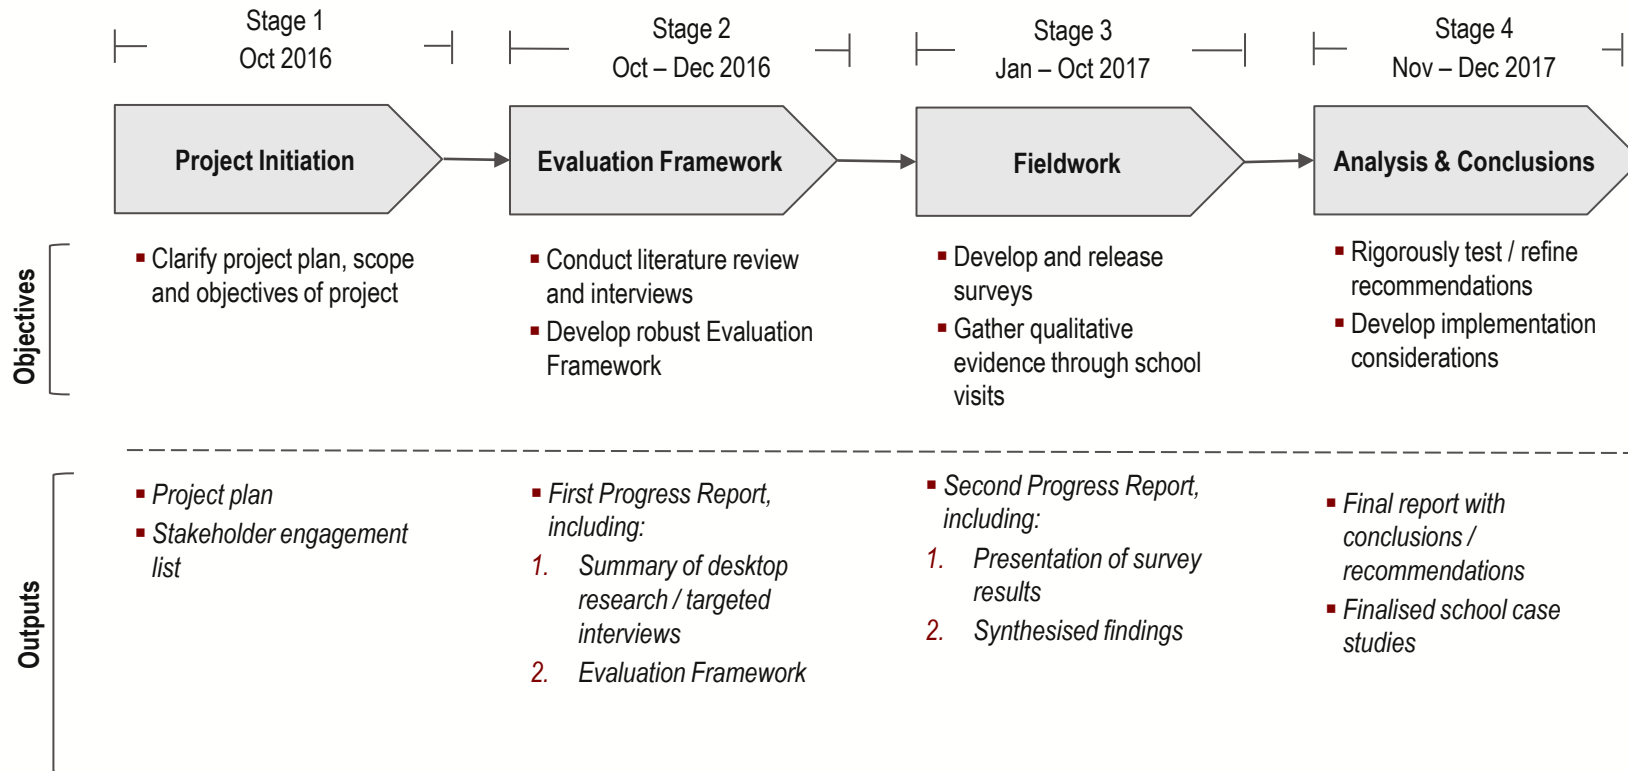 Stage 1
Oct 2016
Stage 2
Oct – Dec 2016
Stage 3
Jan – Oct 2017
Stage 4
Nov – Dec 2017
Project Initiation
Evaluation Framework
Fieldwork
Analysis & Conclusions
Objectives
▪ Clarify project plan, scope
and objectives of project
▪ Conduct literature review
and interviews
▪ Develop robust Evaluation
Framework
▪ Develop and release
surveys
▪ Gather qualitative
evidence through school
visits
▪ Rigorously test / refine
recommendations
▪ Develop implementation
considerations
Outputs
▪ Project plan
▪ Stakeholder engagement
list
▪ First Progress Report,
including:
1. Summary of desktop
research / targeted
interviews
2. Evaluation Framework
▪ Second Progress Report,
including:
1. Presentation of survey
results
2. Synthesised findings
▪ Final report with
conclusions /
recommendations
▪ Finalised school case
studies